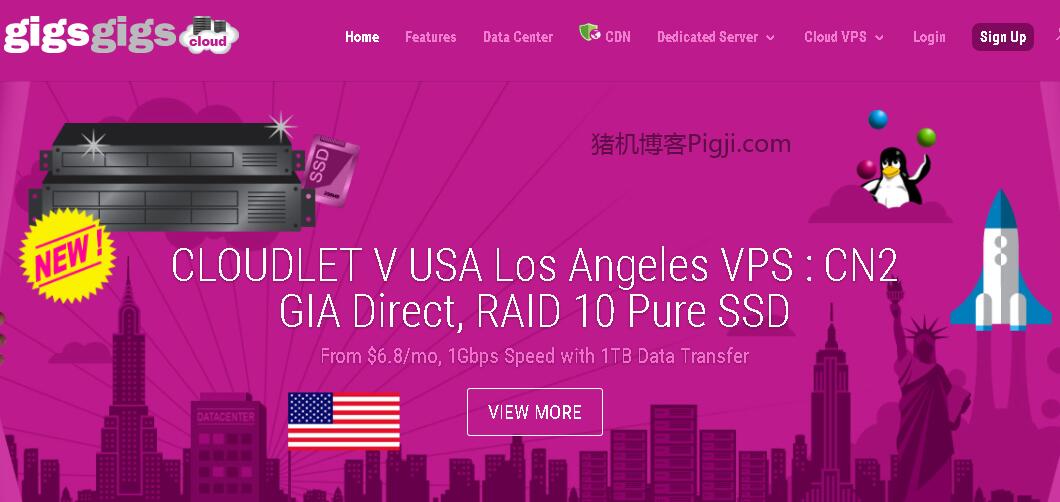 gigsgigs cloud
Home Features Data Center CDN Dedicated Server Cloud VPS Login Sign Up
猪机博客Pigji.com
SSD
NEW !
CLOUDLET V USA Los Angeles VPS : CN2
GIA Direct, RAID 10 Pure SSD
From $6.8/mo, 1Gbps Speed with 1TB Data Transfer
VIEW MORE
DATACENTER